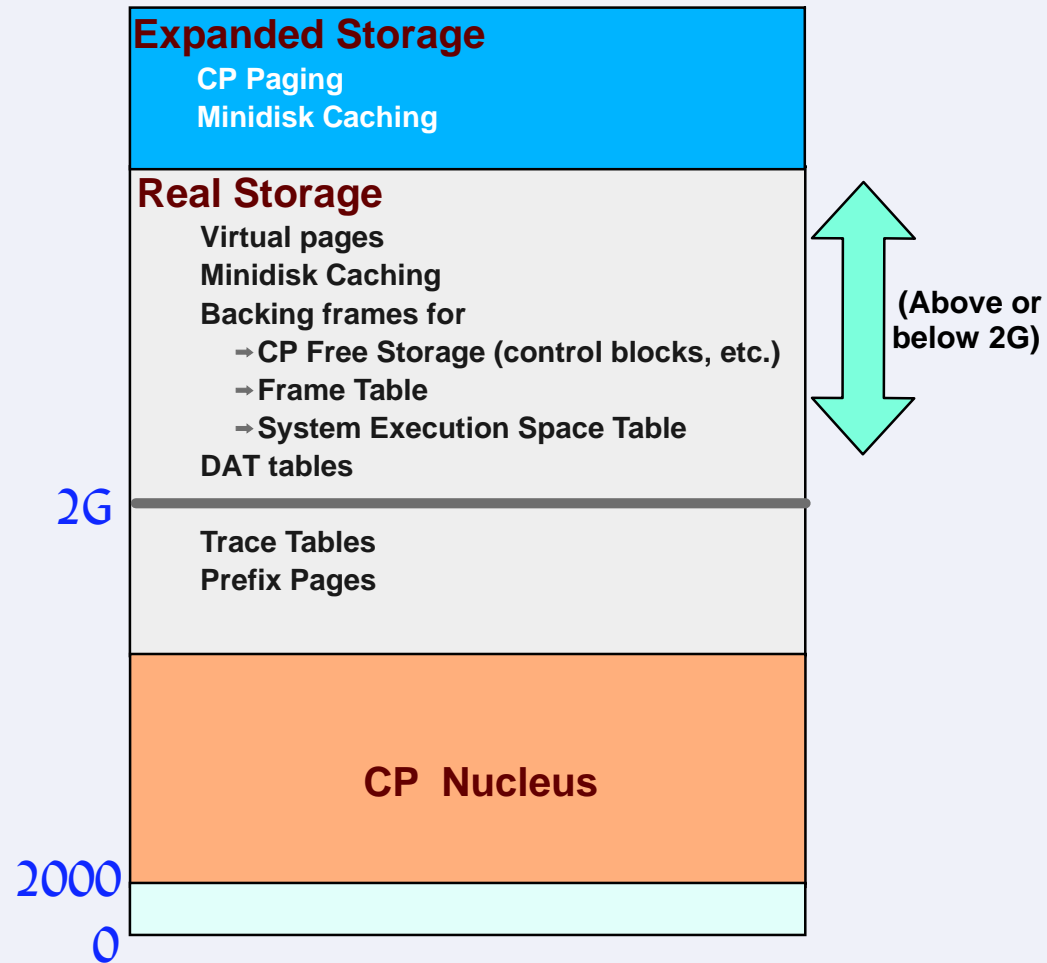 Expanded Storage
CP Paging
Minidisk Caching
Real Storage
Virtual pages
Minidisk Caching
Backing frames for
➞CP Free Storage (control blocks, etc.)
➞Frame Table
➞System Execution Space Table
DAT tables
(Above or
below 2G)
2G
Trace Tables
Prefix Pages
CP Nucleus
2000
0